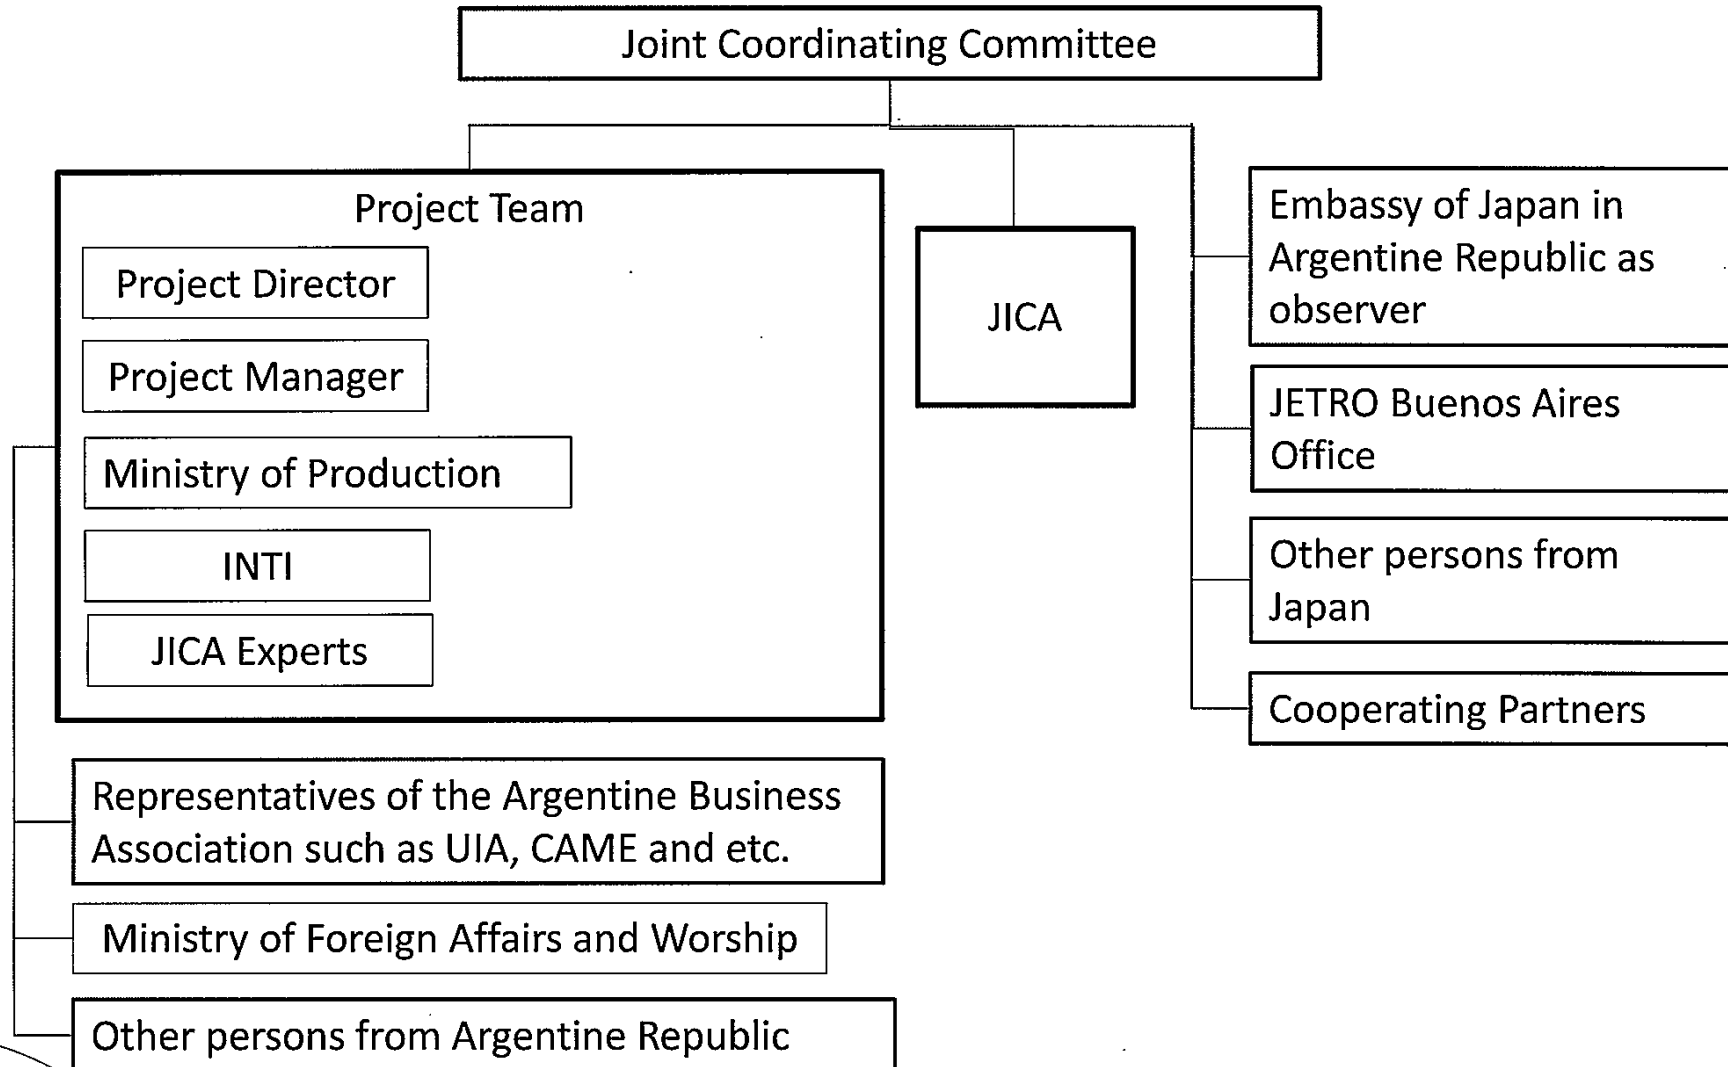 Joint Coordinating Committee
Project Team
Project Director
Project Manager
Ministry of Production
INTI
JICA Experts
Representatives of the Argentine Business
Association such as UIA, CAME and etc.
Ministry of Foreign Affairs and Worship
Other persons from Argentine Republic
JICA
Embassy of Japan in
Argentine Republic as
observer
JETRO Buenos Aires
Office
Other persons from
Japan
Cooperating Partners